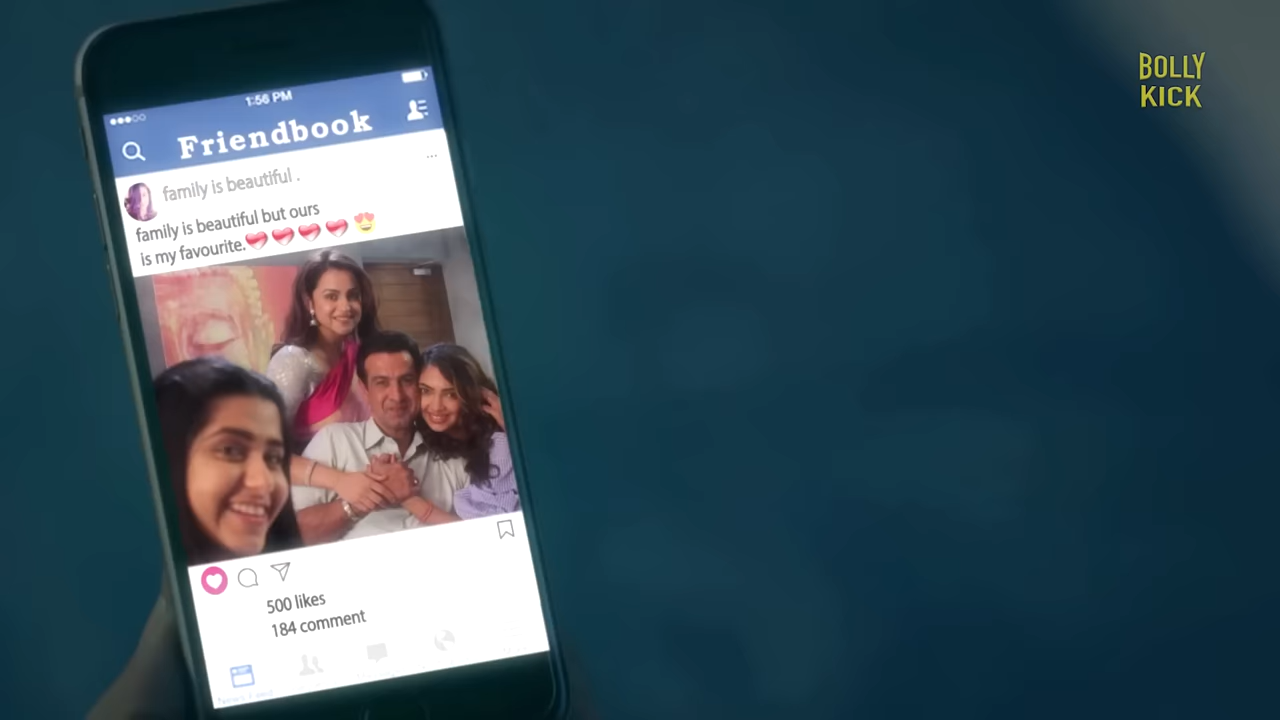 BOLLY
KICK
1:56 PM
Friendbook
family is beautiful .
family is beautiful but ours
is my favourite.❤❤❤❤😍
500 likes
184 comment